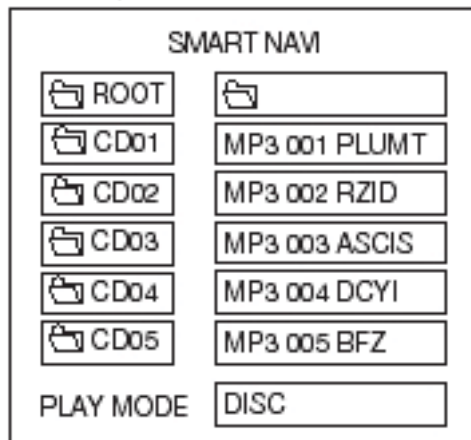 SMART NAVI
ROOT
CD01 MP3 001 PLUMT
CD02 MP3 002 RZID
CD03 MP3 003 ASCIS
CD04 MP3 004 DCYI
CD05 MP3 005 BFZ
PLAY MODE DISC